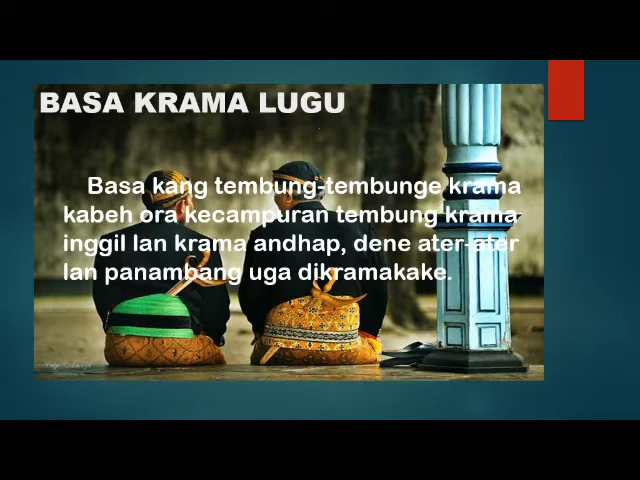 BASA KRAMA LUGU
Basa kang tembung-tembunge krama
kabeh ora kecampuran tembung krama
inggil lan krama andhap, dene ater-ater
lan panambang uga dikramakake.